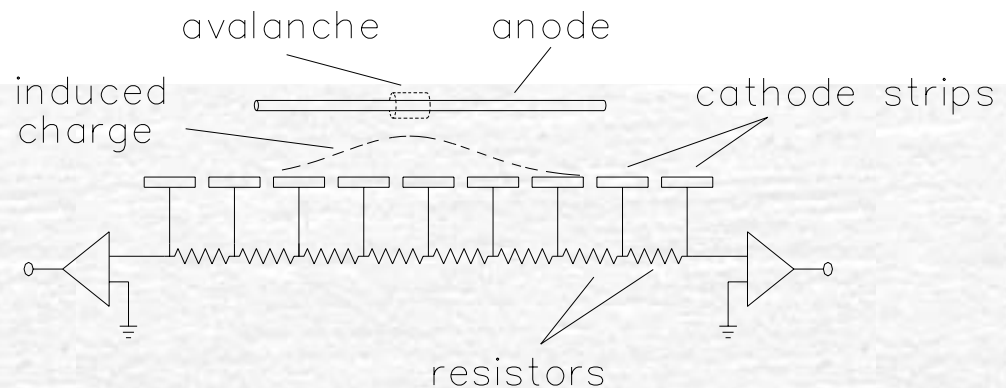 avalanche
anode
induced
charge
cathode strips
resistors